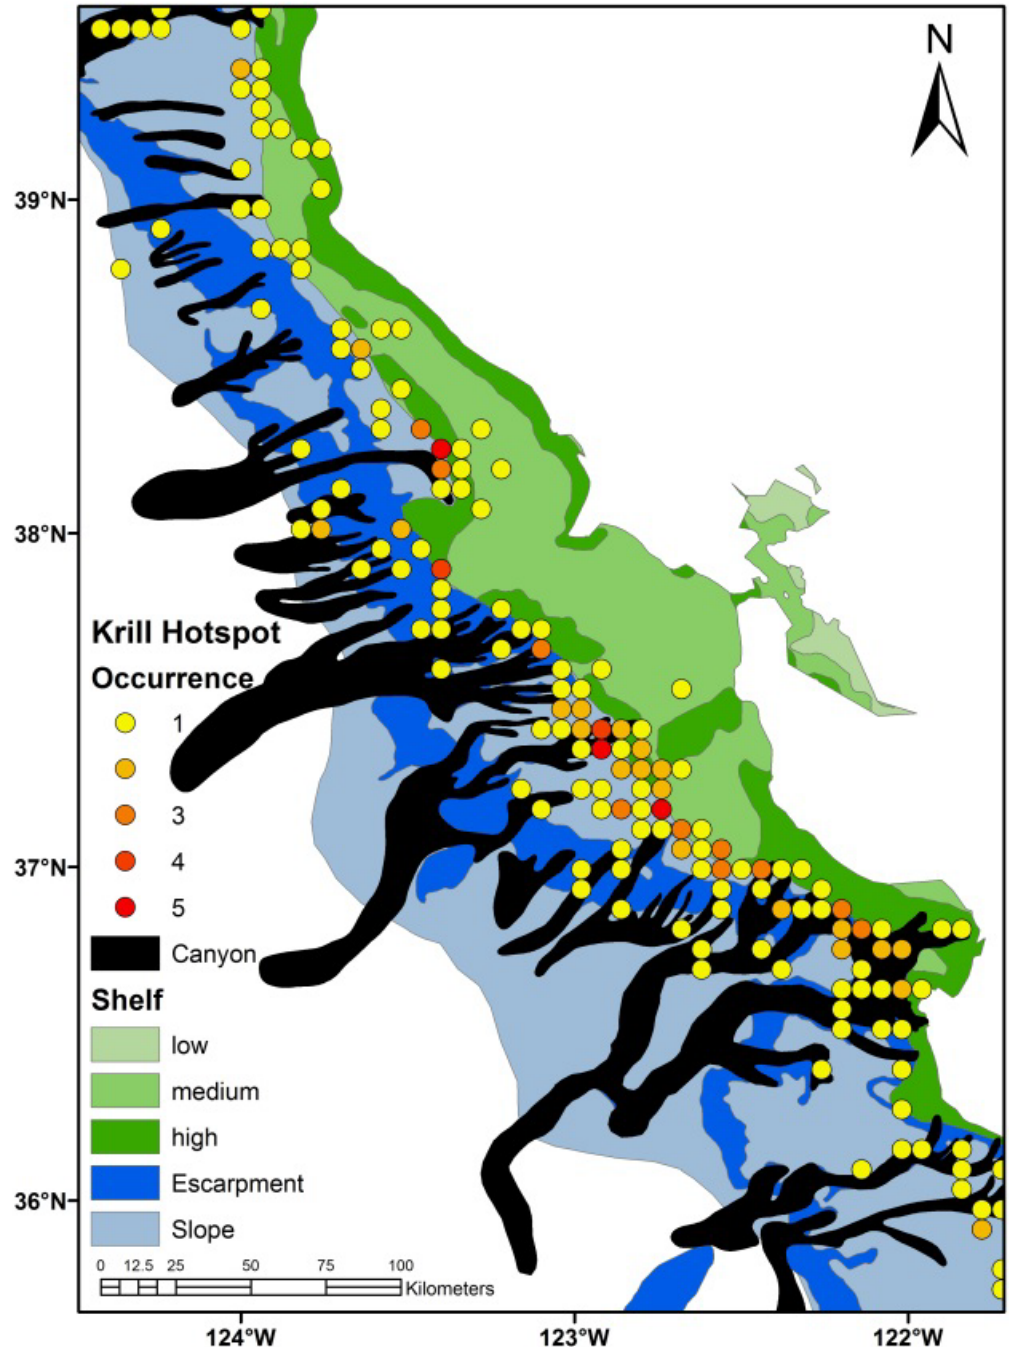 N
39°N
38°N
37°N
36°N
Krill Hotspot
Occurrence
1
3
4
5
Canyon
Shelf
low
medium
high
Escarpment
Slope
0 12.5 25 50 75 100
Kilometers
124°W 123°W 122°W